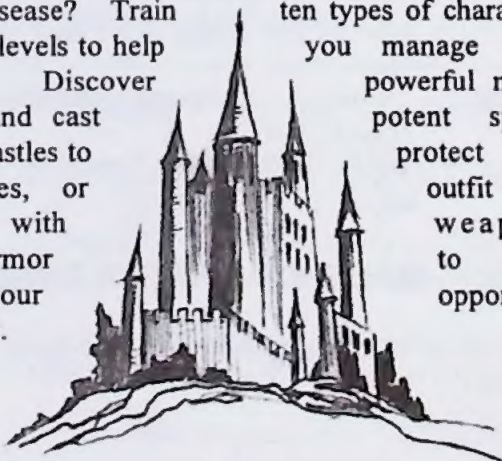 sease? Train ten types of chara
levels to help you manage
Discover powerful
nd cast potent
astles to protect
es, or outfit
with weap
rmor to
our oppo
.